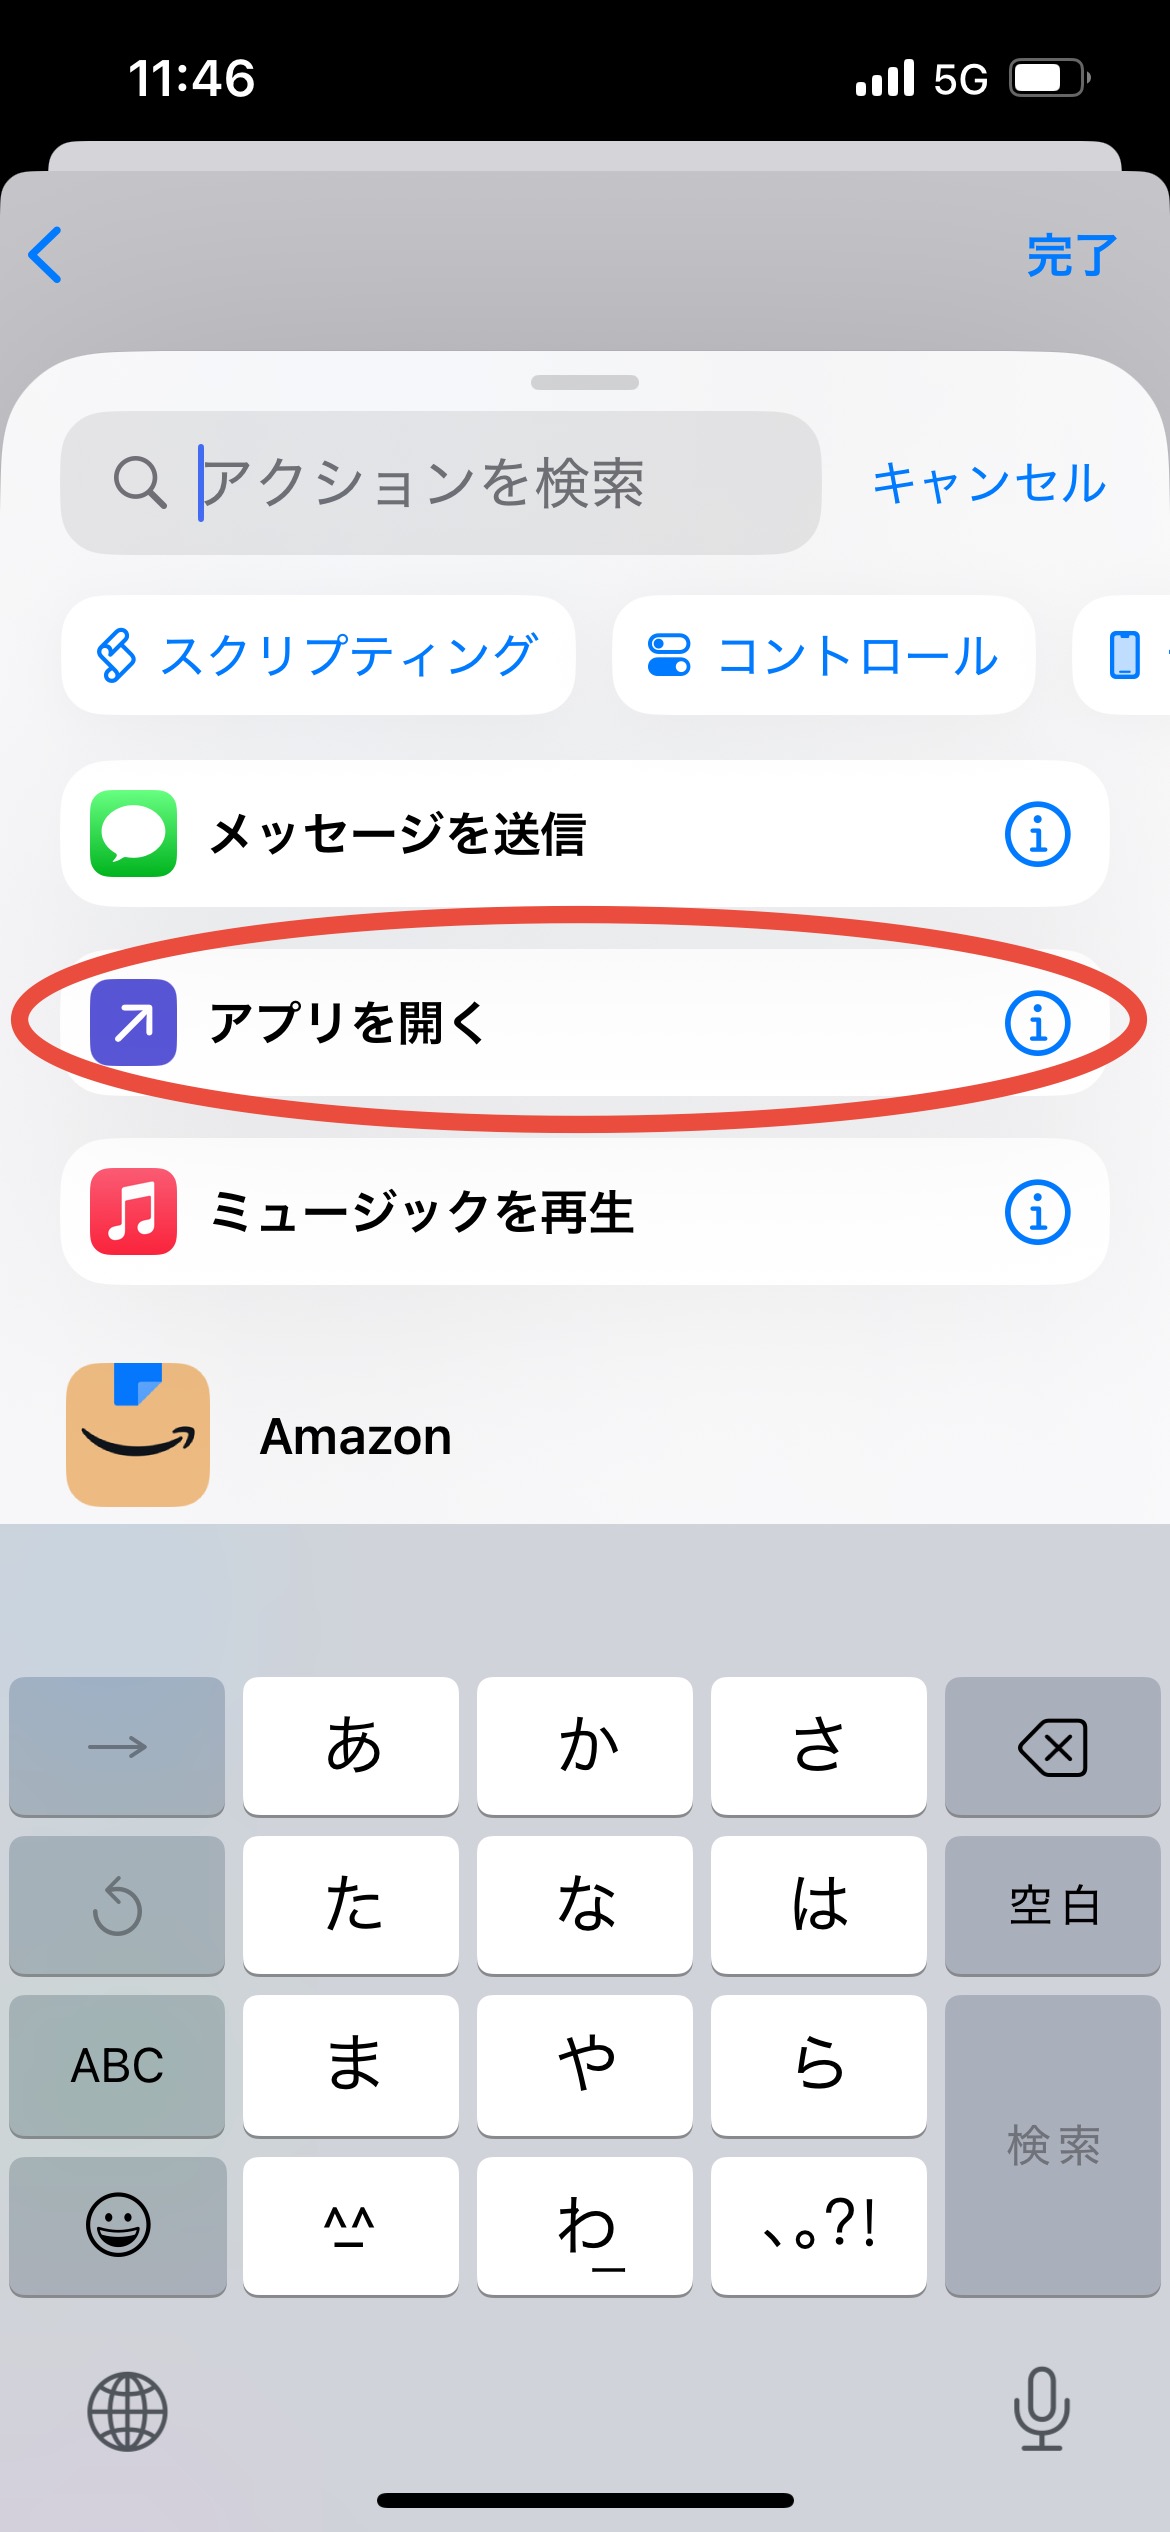 11:46
5G
完了
アクションを検索
キャンセル
スクリプティング
コントロール
メッセージを送信
アプリを開く
ミュージックを再生
Amazon
→
あ
か
さ
た
な
は
空白
ABC
ま
や
ら
検索
^_^
わ_
、。?!